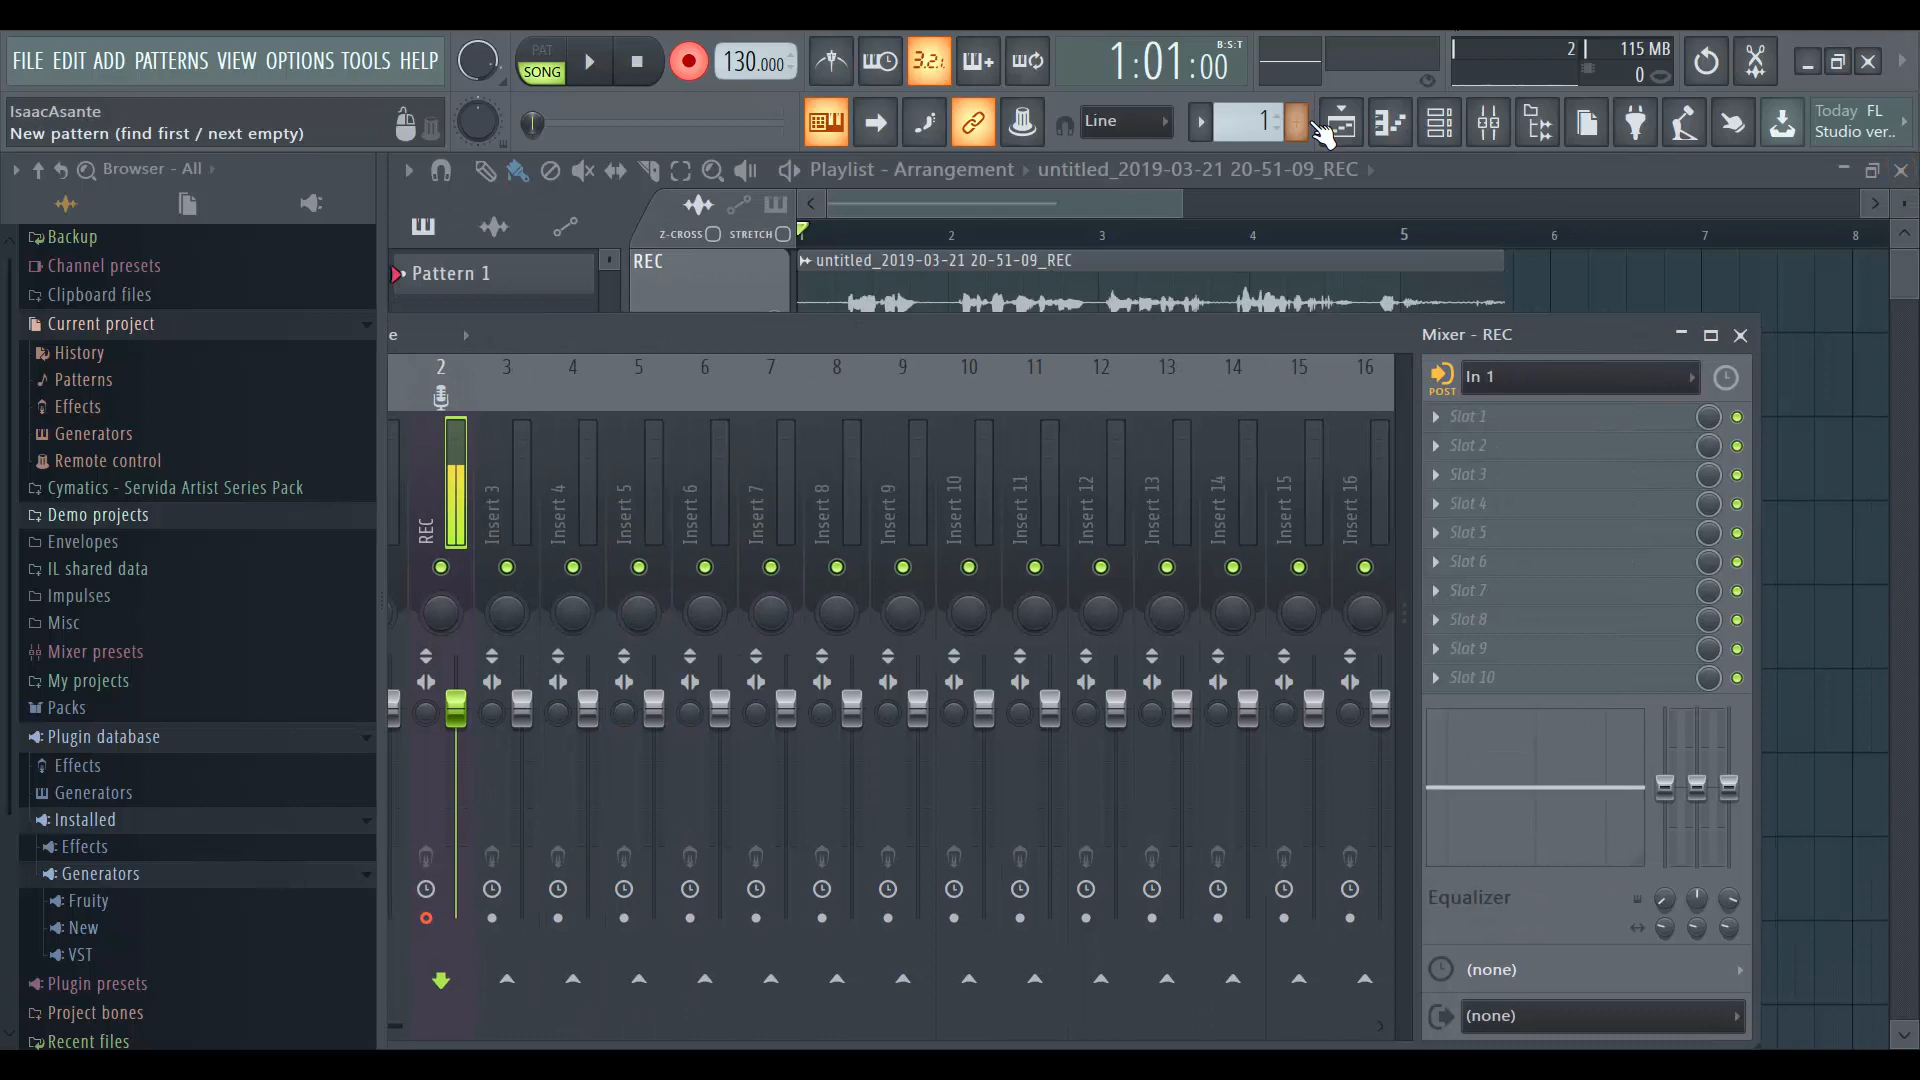 FILE EDIT ADD PATTERNS VIEW OPTIONS TOOLS HELP
PAT
SONG
130.000
3.2.1
1:01:00
B:S:T
2
115 MB
0
IsaacAsante
New pattern (find first / next empty)
Line
1
Today FL
Studio ver..
Browser - All
Playlist - Arrangement
untitled_2019-03-21 20-51-09_REC
Z-CROSS
STRETCH
1 2 3 4 5 6 7 8
Pattern 1
REC
untitled_2019-03-21 20-51-09_REC
Backup
Channel presets
Clipboard files
Current project
History
Patterns
Effects
Generators
Remote control
Cymatics - Servida Artist Series Pack
Demo projects
Envelopes
IL shared data
Impulses
Misc
Mixer presets
My projects
Packs
Plugin database
Effects
Generators
Installed
Effects
Generators
Fruity
New
VST
Plugin presets
Project bones
Recent files
e
Mixer - REC
2 3 4 5 6 7 8 9 10 11 12 13 14 15 16
REC
Insert 3
Insert 4
Insert 5
Insert 6
Insert 7
Insert 8
Insert 9
Insert 10
Insert 11
Insert 12
Insert 13
Insert 14
Insert 15
Insert 16
POST
In 1
Slot 1
Slot 2
Slot 3
Slot 4
Slot 5
Slot 6
Slot 7
Slot 8
Slot 9
Slot 10
Equalizer
(none)
(none)